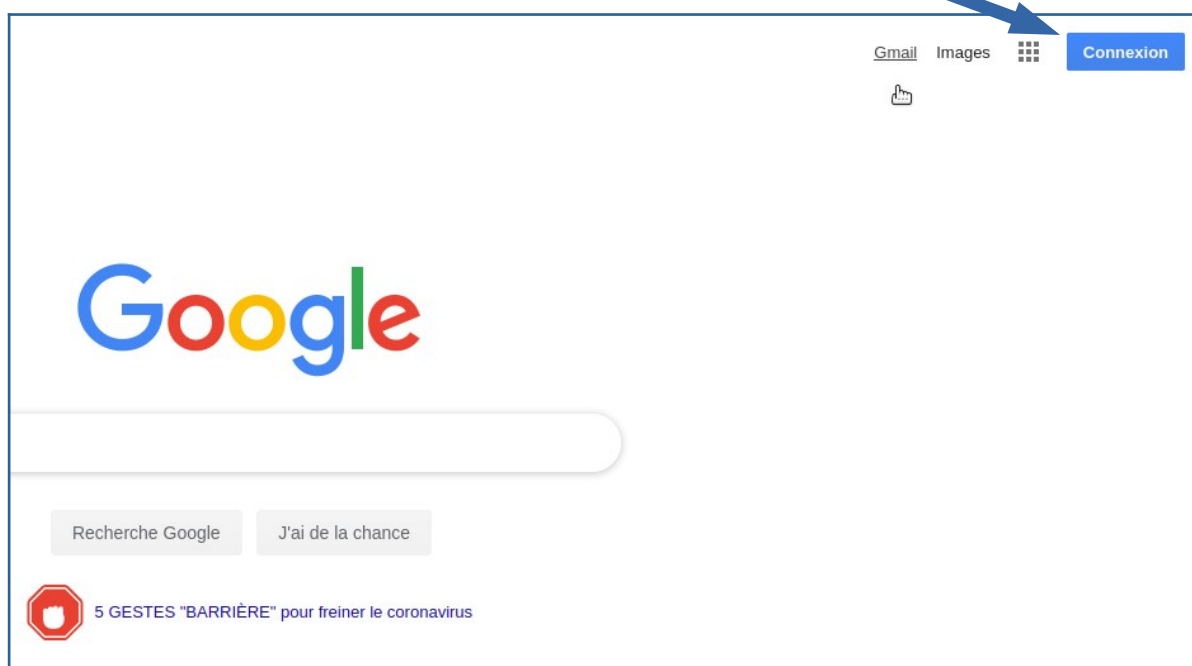 Gmail Images Connexion
Google
Recherche Google J'ai de la chance
5 GESTES "BARRIÈRE" pour freiner le coronavirus